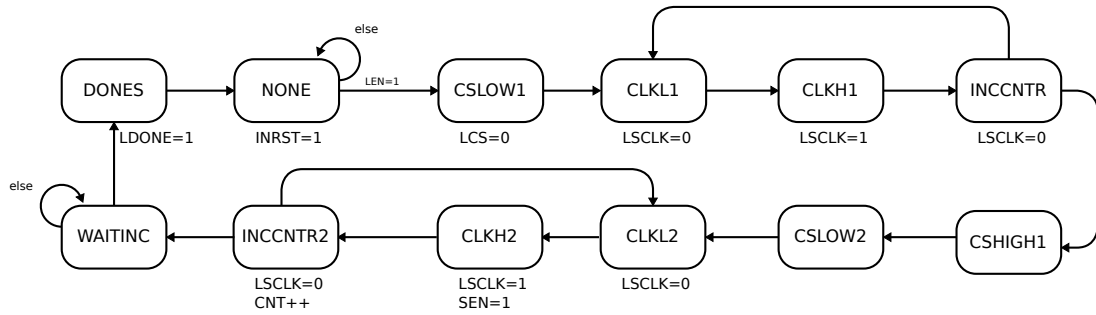 else
DONES
NONE
LEN=1
CSLOW1
CLKL1
CLKH1
INCCNTR
LDONE=1
INRST=1
LCS=0
LSCLK=0
LSCLK=1
LSCLK=0
else
WAITINC
INCCNTR2
CLKH2
CLKL2
CSLOW2
CSHIGH1
LSCLK=0
CNT++
LSCLK=1
SEN=1
LSCLK=0